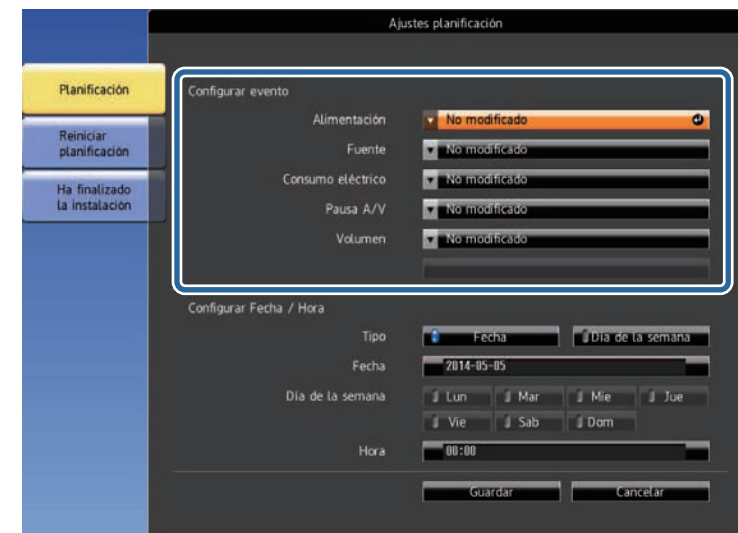 Ajustes planificación
Planificación
Reiniciar
planificación
Ha finalizado
la instalación
Configurar evento
Alimentación No modificado
Fuente No modificado
Consumo eléctrico No modificado
Pausa A/V No modificado
Volumen No modificado
Configurar Fecha / Hora
Tipo Fecha Día de la semana
Fecha 2014-05-05
Día de la semana Lun Mar Mie Jue
Vie Sab Dom
Hora 00:00
Guardar Cancelar